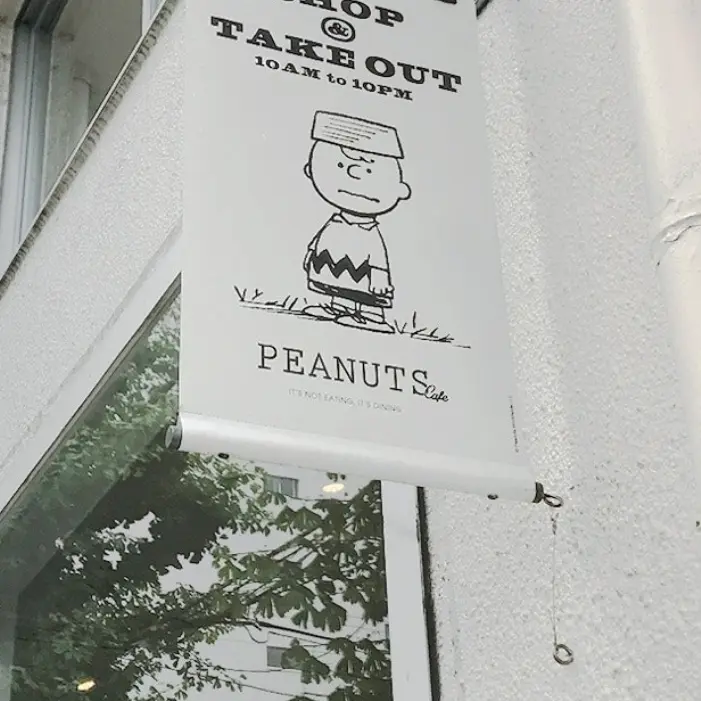 SHOP
&
TAKE OUT
10AM to 10PM
PEANUTS Cafe
IT'S NOT EATING, IT'S DINING